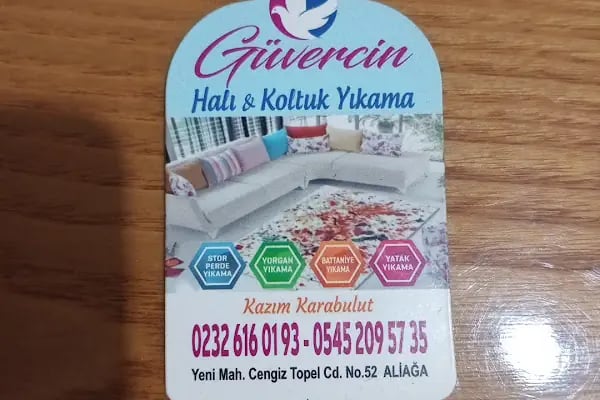 Güvercin
Halı & Koltuk Yıkama
STOR
PERDE
YIKAMA
YORGAN
YIKAMA
BATTANİYE
YIKAMA
YATAK
YIKAMA
Kazım Karabulut
0232 616 01 93 - 0545 209 57 35
Yeni Mah. Cengiz Topel Cd. No.52 ALİAĞA